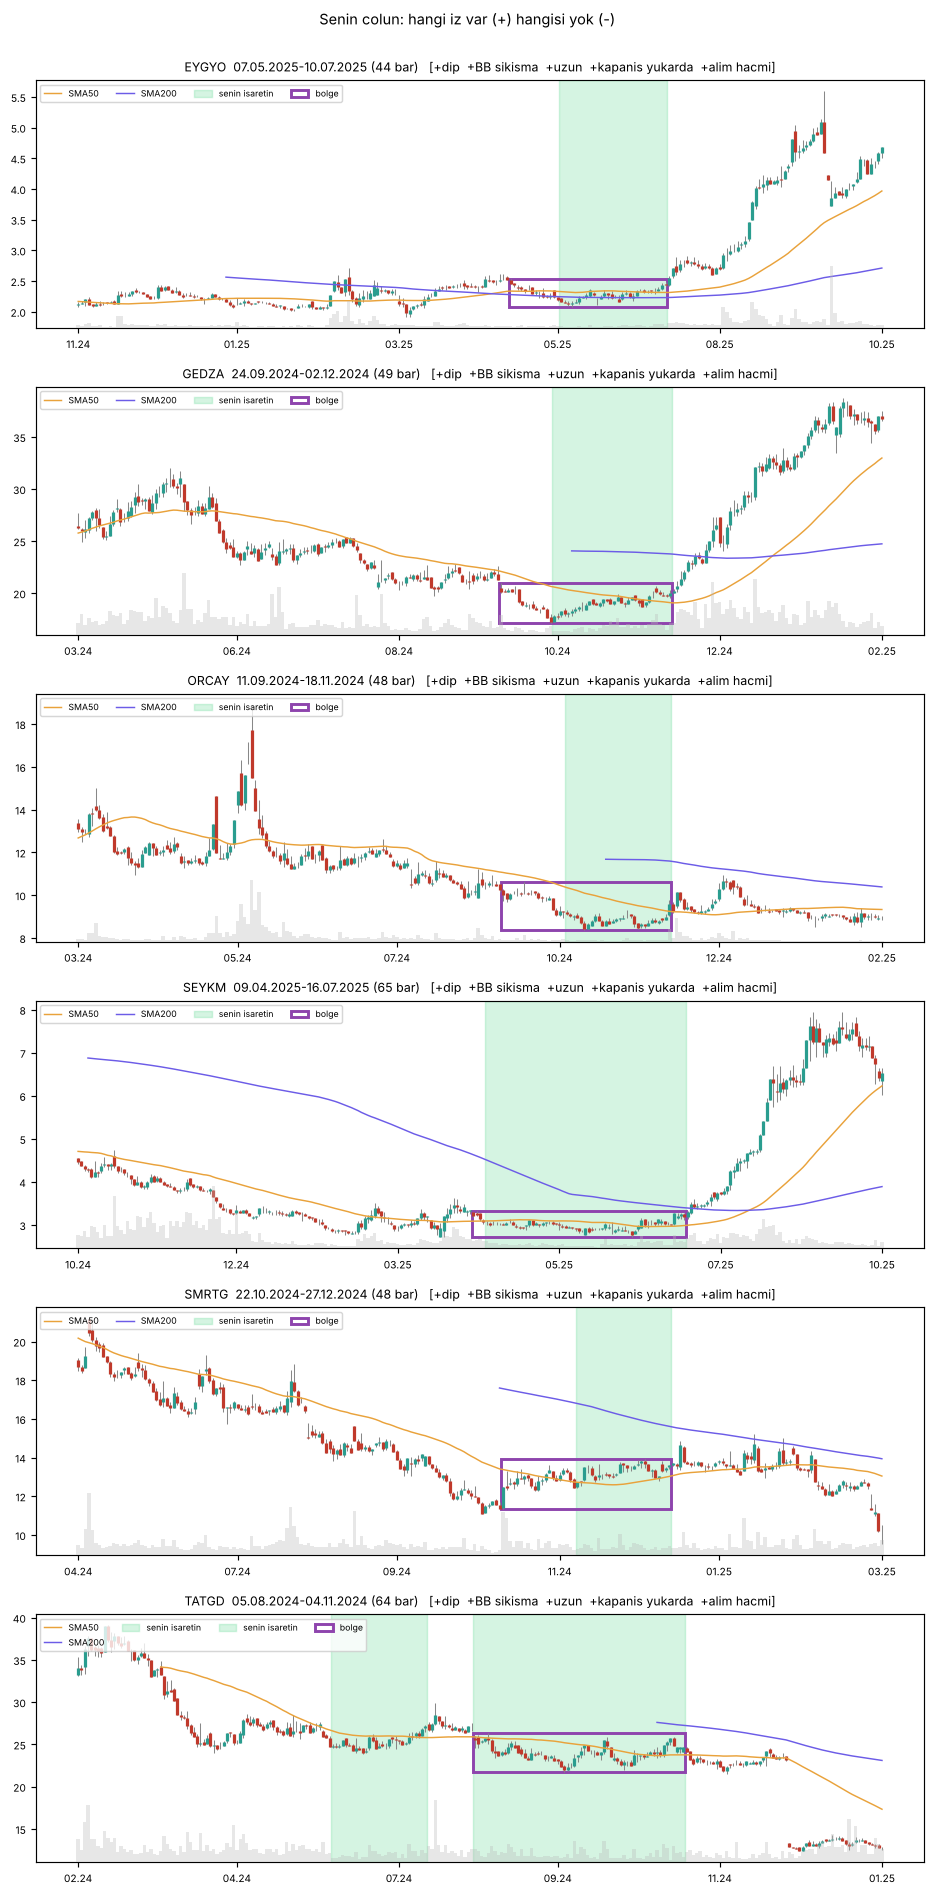 Senin colun: hangi iz var (+) hangisi yok (-)
EYGYO 07.05.2025-10.07.2025 (44 bar) [+dip +BB sikisma +uzun +kapanis yukarda +alim hacmi]
SMA50 SMA200 senin isaretin bolge
5.5
5.0
4.5
4.0
3.5
3.0
2.5
2.0
11.24 01.25 03.25 05.25 08.25 10.25
GEDZA 24.09.2024-02.12.2024 (49 bar) [+dip +BB sikisma +uzun +kapanis yukarda +alim hacmi]
SMA50 SMA200 senin isaretin bolge
35
30
25
20
03.24 06.24 08.24 10.24 12.24 02.25
ORCAY 11.09.2024-18.11.2024 (48 bar) [+dip +BB sikisma +uzun +kapanis yukarda +alim hacmi]
SMA50 SMA200 senin isaretin bolge
18
16
14
12
10
8
03.24 05.24 07.24 10.24 12.24 02.25
SEYKM 09.04.2025-16.07.2025 (65 bar) [+dip +BB sikisma +uzun +kapanis yukarda +alim hacmi]
SMA50 SMA200 senin isaretin bolge
8
7
6
5
4
3
10.24 12.24 03.25 05.25 07.25 10.25
SMRTG 22.10.2024-27.12.2024 (48 bar) [+dip +BB sikisma +uzun +kapanis yukarda +alim hacmi]
SMA50 SMA200 senin isaretin bolge
20
18
16
14
12
10
04.24 07.24 09.24 11.24 01.25 03.25
TATGD 05.08.2024-04.11.2024 (64 bar) [+dip +BB sikisma +uzun +kapanis yukarda +alim hacmi]
SMA50 senin isaretin senin isaretin bolge
SMA200
40
35
30
25
20
15
02.24 04.24 07.24 09.24 11.24 01.25